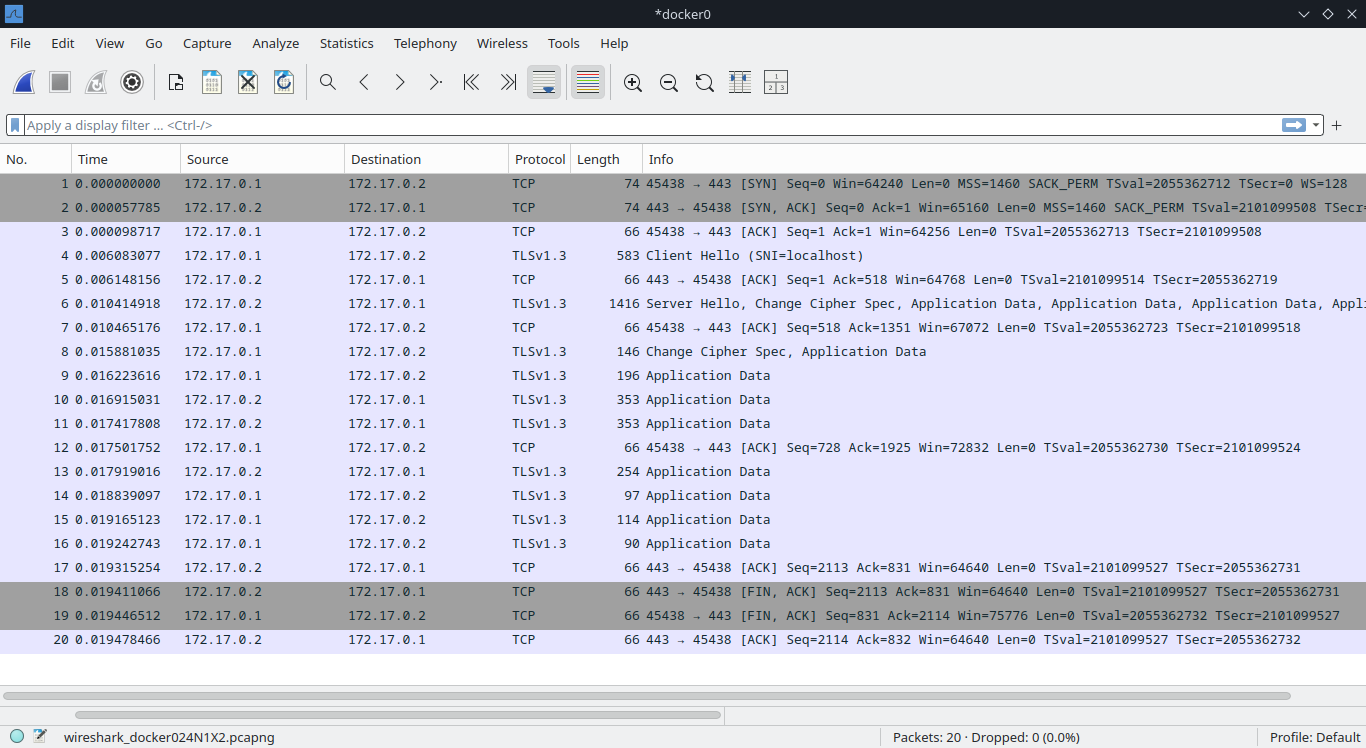 *docker0
File Edit View Go Capture Analyze Statistics Telephony Wireless Tools Help
Apply a display filter … <Ctrl-/>
No. Time Source Destination Protocol Length Info
1 0.000000000 172.17.0.1 172.17.0.2 TCP 74 45438 → 443 [SYN] Seq=0 Win=64240 Len=0 MSS=1460 SACK_PERM TSval=2055362712 TSecr=0 WS=128
2 0.000057785 172.17.0.2 172.17.0.1 TCP 74 443 → 45438 [SYN, ACK] Seq=0 Ack=1 Win=65160 Len=0 MSS=1460 SACK_PERM TSval=2101099508 TSecr=
3 0.000098717 172.17.0.1 172.17.0.2 TCP 66 45438 → 443 [ACK] Seq=1 Ack=1 Win=64256 Len=0 TSval=2055362713 TSecr=2101099508
4 0.006083077 172.17.0.1 172.17.0.2 TLSv1.3 583 Client Hello (SNI=localhost)
5 0.006148156 172.17.0.2 172.17.0.1 TCP 66 443 → 45438 [ACK] Seq=1 Ack=518 Win=64768 Len=0 TSval=2101099514 TSecr=2055362719
6 0.010414918 172.17.0.2 172.17.0.1 TLSv1.3 1416 Server Hello, Change Cipher Spec, Application Data, Application Data, Application Data, Appli
7 0.010465176 172.17.0.1 172.17.0.2 TCP 66 45438 → 443 [ACK] Seq=518 Ack=1351 Win=67072 Len=0 TSval=2055362723 TSecr=2101099518
8 0.015881035 172.17.0.1 172.17.0.2 TLSv1.3 146 Change Cipher Spec, Application Data
9 0.016223616 172.17.0.1 172.17.0.2 TLSv1.3 196 Application Data
10 0.016915031 172.17.0.2 172.17.0.1 TLSv1.3 353 Application Data
11 0.017417808 172.17.0.2 172.17.0.1 TLSv1.3 353 Application Data
12 0.017501752 172.17.0.1 172.17.0.2 TCP 66 45438 → 443 [ACK] Seq=728 Ack=1925 Win=72832 Len=0 TSval=2055362730 TSecr=2101099524
13 0.017919016 172.17.0.2 172.17.0.1 TLSv1.3 254 Application Data
14 0.018839097 172.17.0.1 172.17.0.2 TLSv1.3 97 Application Data
15 0.019165123 172.17.0.1 172.17.0.2 TLSv1.3 114 Application Data
16 0.019242743 172.17.0.1 172.17.0.2 TLSv1.3 90 Application Data
17 0.019315254 172.17.0.2 172.17.0.1 TCP 66 443 → 45438 [ACK] Seq=2113 Ack=831 Win=64640 Len=0 TSval=2101099527 TSecr=2055362731
18 0.019411066 172.17.0.2 172.17.0.1 TCP 66 443 → 45438 [FIN, ACK] Seq=2113 Ack=831 Win=64640 Len=0 TSval=2101099527 TSecr=2055362731
19 0.019446512 172.17.0.1 172.17.0.2 TCP 66 45438 → 443 [FIN, ACK] Seq=831 Ack=2114 Win=75776 Len=0 TSval=2055362732 TSecr=2101099527
20 0.019478466 172.17.0.2 172.17.0.1 TCP 66 443 → 45438 [ACK] Seq=2114 Ack=832 Win=64640 Len=0 TSval=2101099527 TSecr=2055362732
wireshark_docker024N1X2.pcapng Packets: 20 · Dropped: 0 (0.0%) Profile: Default